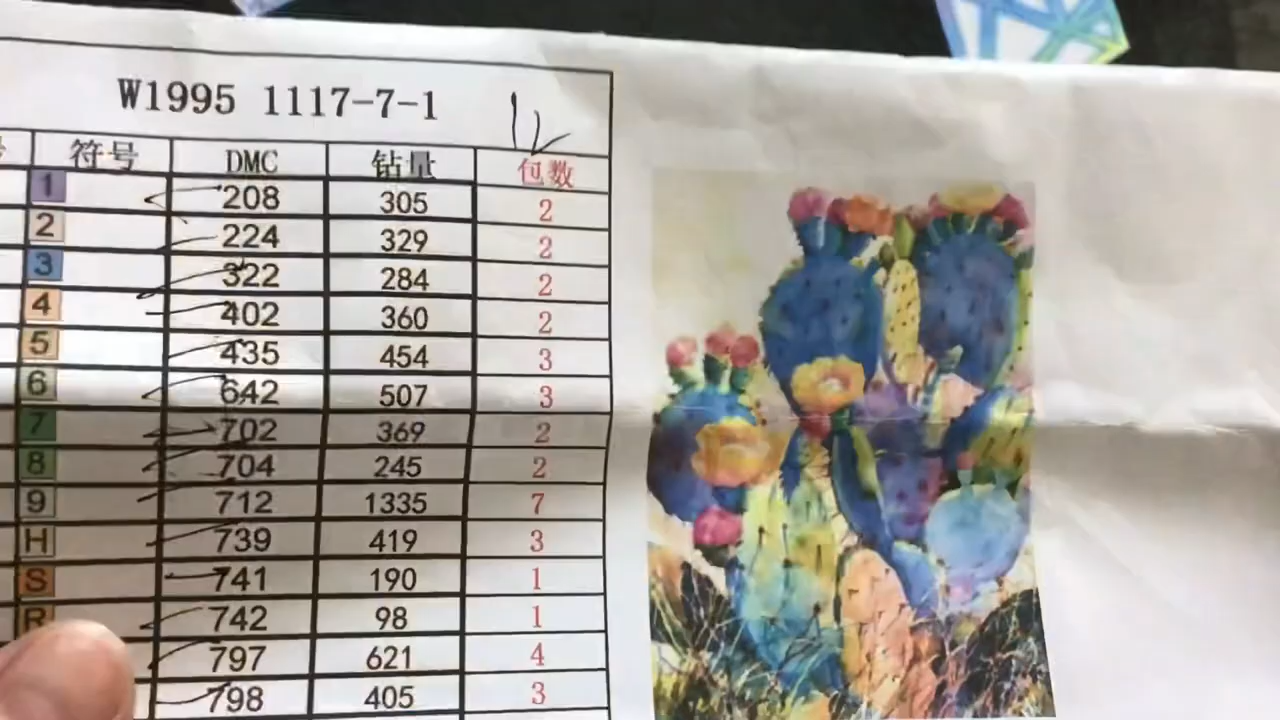 W1995 1117-7-1 12
符号 DMC 钻量 包数
1 208 305 2
2 224 329 2
3 322 284 2
4 402 360 2
5 435 454 3
6 642 507 3
7 702 369 2
8 704 245 2
9 712 1335 7
H 739 419 3
S 741 190 1
R 742 98 1
797 621 4
798 405 3